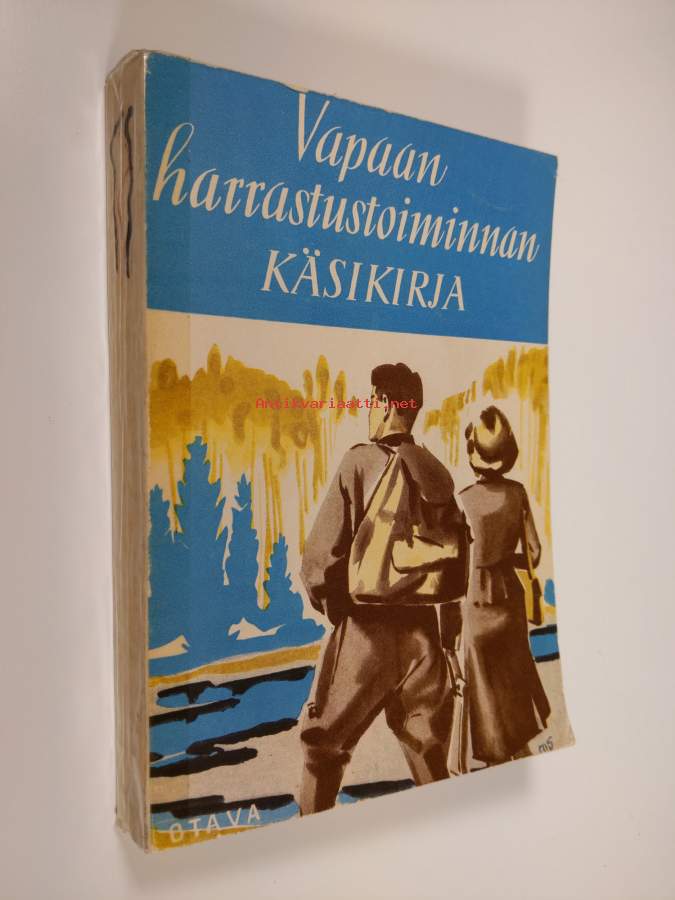 Vapaan
harrastustoiminnan
KÄSIKIRJA
Antikvariaatti.net
OTAVA